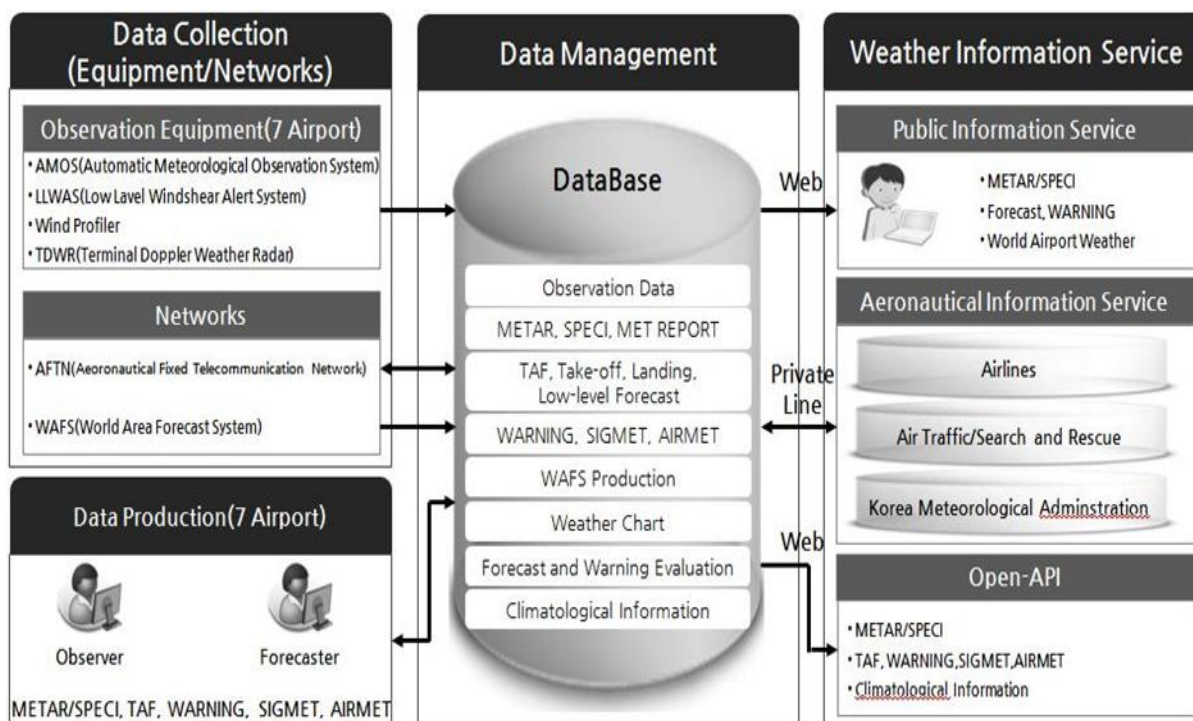 Data Collection
(Equipment/Networks)
Observation Equipment(7 Airport)
• AMOS(Automatic Meteorological Observation System)
• LLWAS(Low Lavel Windshear Alert System)
• Wind Profiler
• TDWR(Terminal Doppler Weather Radar)
Networks
• AFTN(Aeoronautical Fixed Telecommunication Network)
• WAFS(World Area Forecast System)
Data Production(7 Airport)
Observer
Forecaster
METAR/SPECI, TAF, WARNING, SIGMET, AIRMET
Data Management
DataBase
Observation Data
METAR, SPECI, MET REPORT
TAF, Take-off, Landing,
Low-level Forecast
WARNING, SIGMET, AIRMET
WAFS Production
Weather Chart
Forecast and Warning Evaluation
Climatological Information
Web
Private
Line
Web
Weather Information Service
Public Information Service
• METAR/SPECI
• Forecast, WARNING
• World Airport Weather
Aeronautical Information Service
Airlines
Air Traffic/Search and Rescue
Korea Meteorological Adminstration
Open-API
• METAR/SPECI
• TAF, WARNING,SIGMET,AIRMET
• Climatological Information